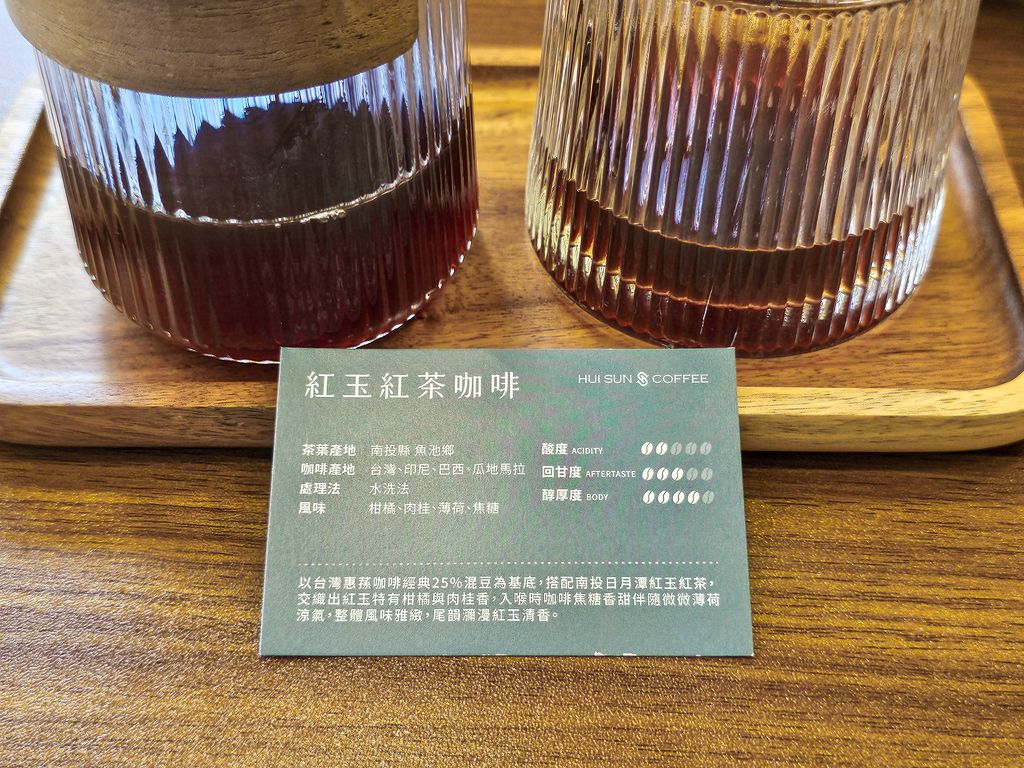 紅玉紅茶咖啡
HUI SUN COFFEE
茶葉產地 南投縣 魚池鄉
咖啡產地 台灣、印尼、巴西、瓜地馬拉
處理法 水洗法
風味 柑橘、肉桂、薄荷、焦糖
酸度 ACIDITY
回甘度 AFTERTASTE
醇厚度 BODY
以台灣惠蓀咖啡經典25%混豆為基底，搭配南投日月潭紅玉紅茶，
交織出紅玉特有柑橘與肉桂香，入喉時咖啡焦糖香甜伴隨微微薄荷
涼氣，整體風味雅緻，尾韻瀰漫紅玉清香。